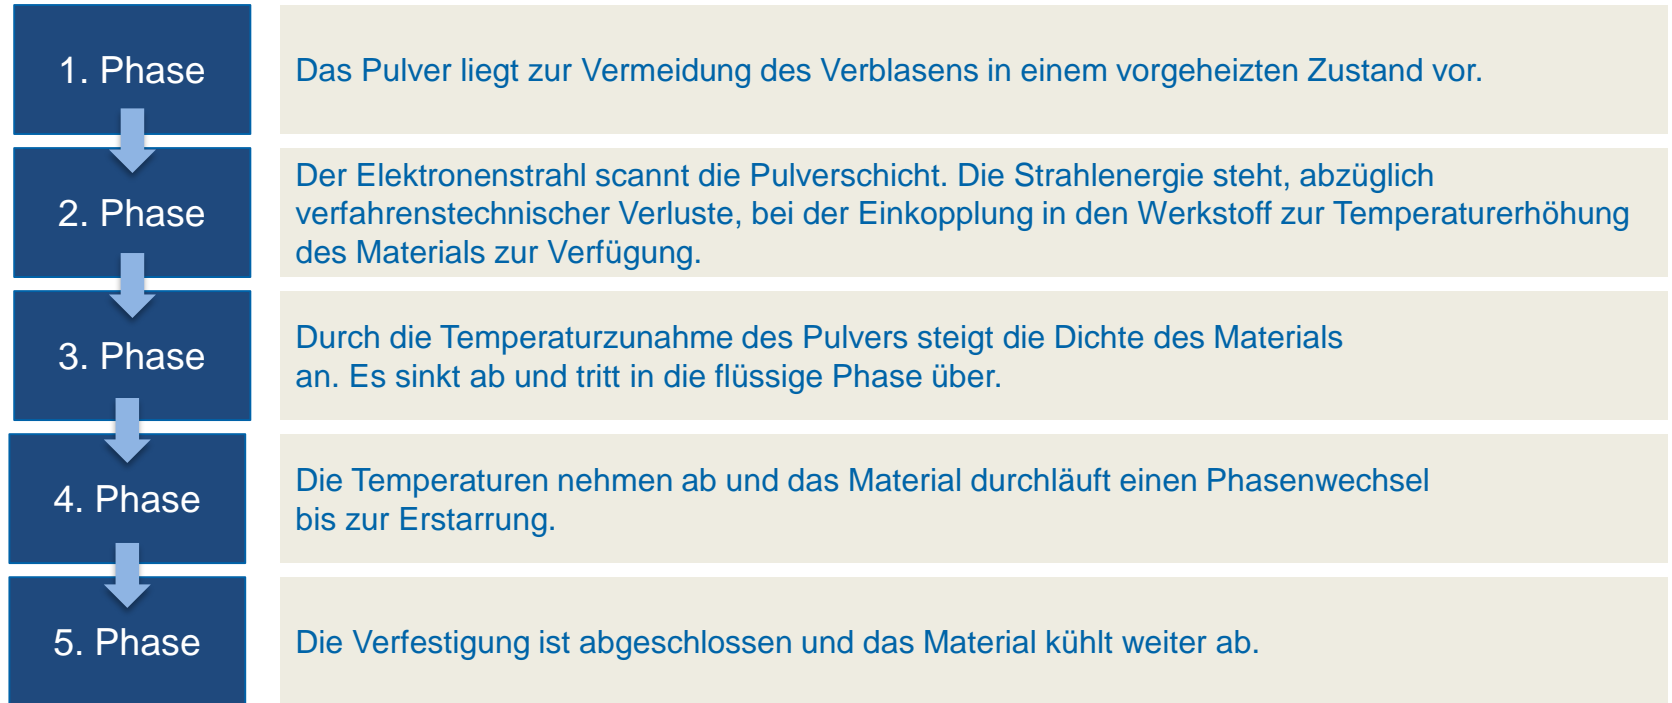 1. Phase
Das Pulver liegt zur Vermeidung des Verblasens in einem vorgeheizten Zustand vor.
2. Phase
Der Elektronenstrahl scannt die Pulverschicht. Die Strahlenergie steht, abzüglich
verfahrenstechnischer Verluste, bei der Einkopplung in den Werkstoff zur Temperaturerhöhung
des Materials zur Verfügung.
3. Phase
Durch die Temperaturzunahme des Pulvers steigt die Dichte des Materials
an. Es sinkt ab und tritt in die flüssige Phase über.
4. Phase
Die Temperaturen nehmen ab und das Material durchläuft einen Phasenwechsel
bis zur Erstarrung.
5. Phase
Die Verfestigung ist abgeschlossen und das Material kühlt weiter ab.